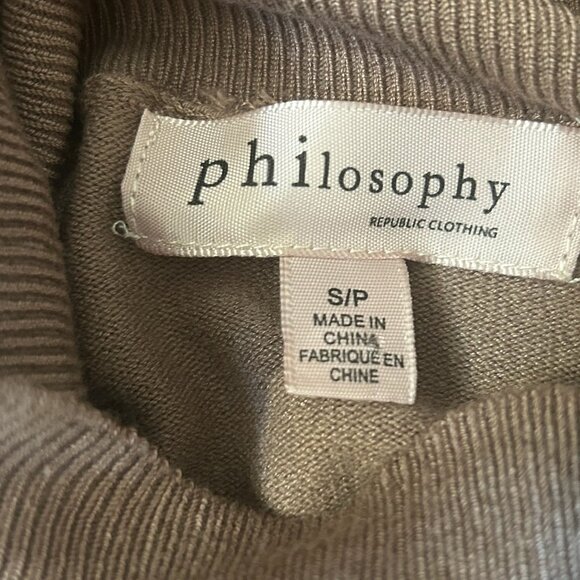 philosophy
REPUBLIC CLOTHING
S/P
MADE IN
CHINA
FABRIQUÉ EN
CHINE